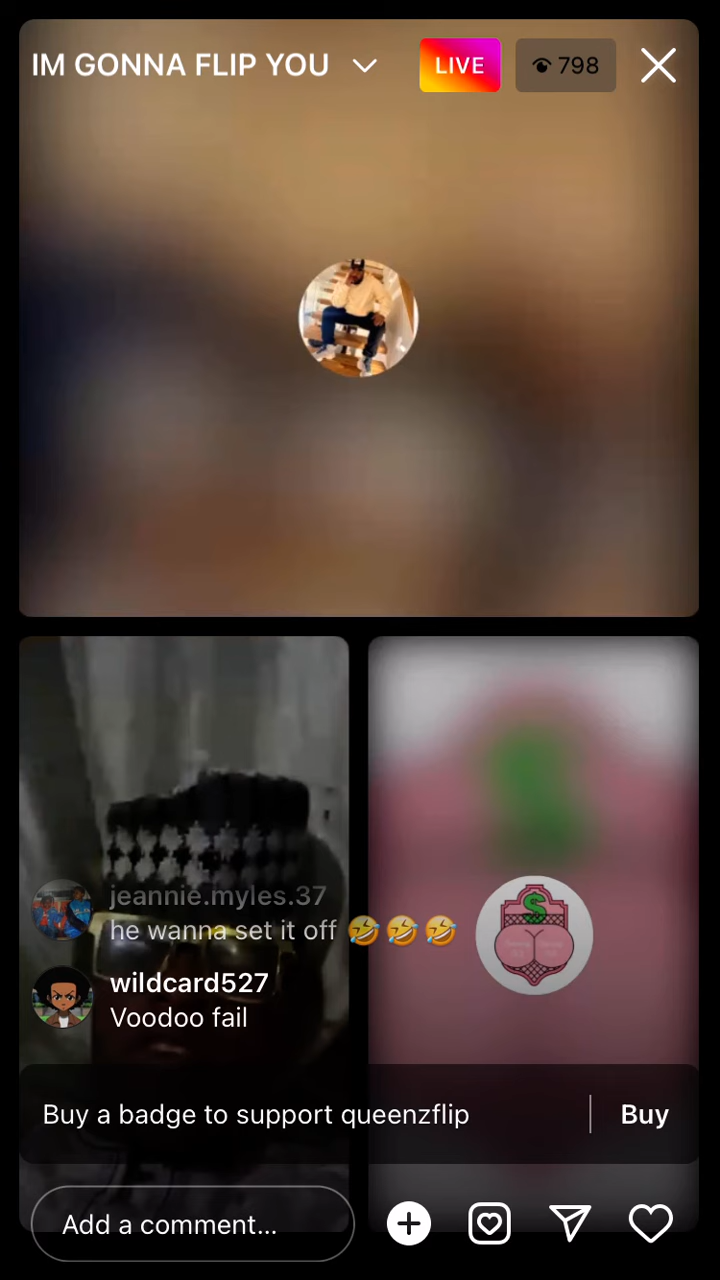 IM GONNA FLIP YOU
LIVE
798
jeannie.myles.37
he wanna set it off 🤣🤣🤣
wildcard527
Voodoo fail
Buy a badge to support queenzflip
Buy
Add a comment...